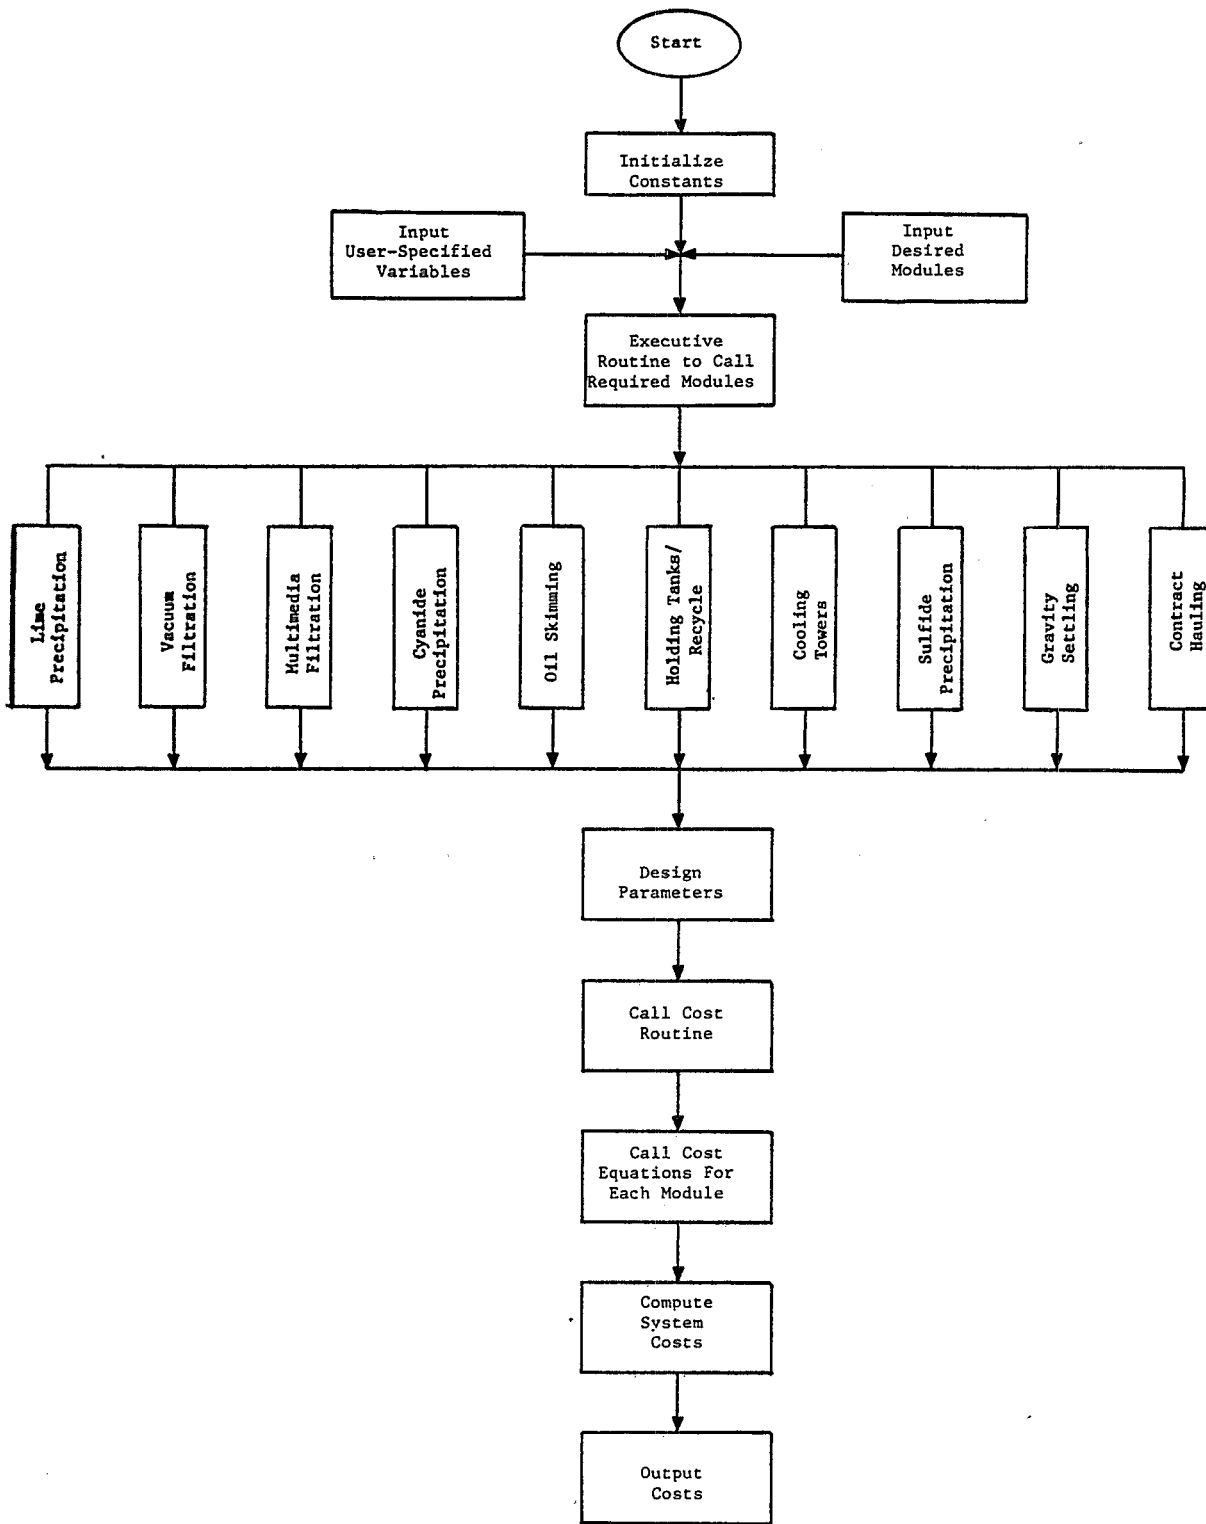 Start
Initialize
Constants
Input
User-Specified
Variables
Input
Desired
Modules
Executive
Routine to Call
Required Modules
Lime
Precipitation
Vacuum
Filtration
Multimedia
Filtration
Cyanide
Precipitation
Oil Skimming
Holding Tanks/
Recycle
Cooling
Towers
Sulfide
Precipitation
Gravity
Settling
Contract
Hauling
Design
Parameters
Call Cost
Routine
Call Cost
Equations For
Each Module
Compute
System
Costs
Output
Costs